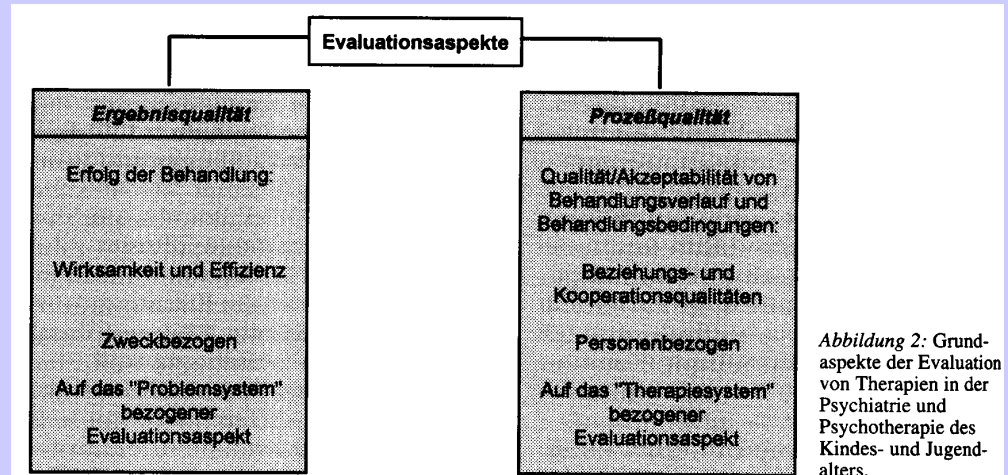 Evaluationsaspekte
Ergebnisqualität
Erfolg der Behandlung:
Wirksamkeit und Effizienz
Zweckbezogen
Auf das "Problemsystem"
bezogener
Evaluationsaspekt
Prozeßqualität
Qualität/Akzeptabilität von
Behandlungsverlauf und
Behandlungsbedingungen:
Beziehungs- und
Kooperationsqualitäten
Personenbezogen
Auf das "Therapiesystem"
bezogener
Evaluationsaspekt
Abbildung 2: Grund-
aspekte der Evaluation
von Therapien in der
Psychiatrie und
Psychotherapie des
Kindes- und Jugend-
alters.